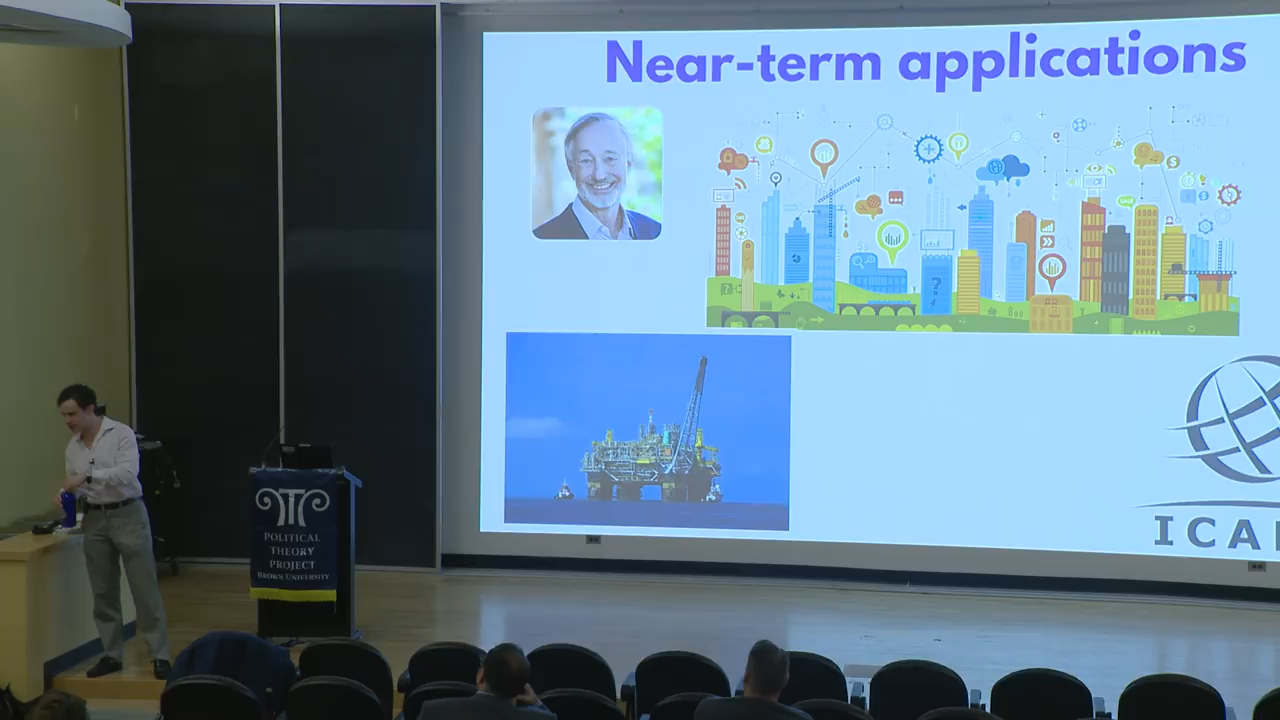 Near-term applications
ICA
POLITICAL
THEORY
PROJECT
BROWN UNIVERSITY